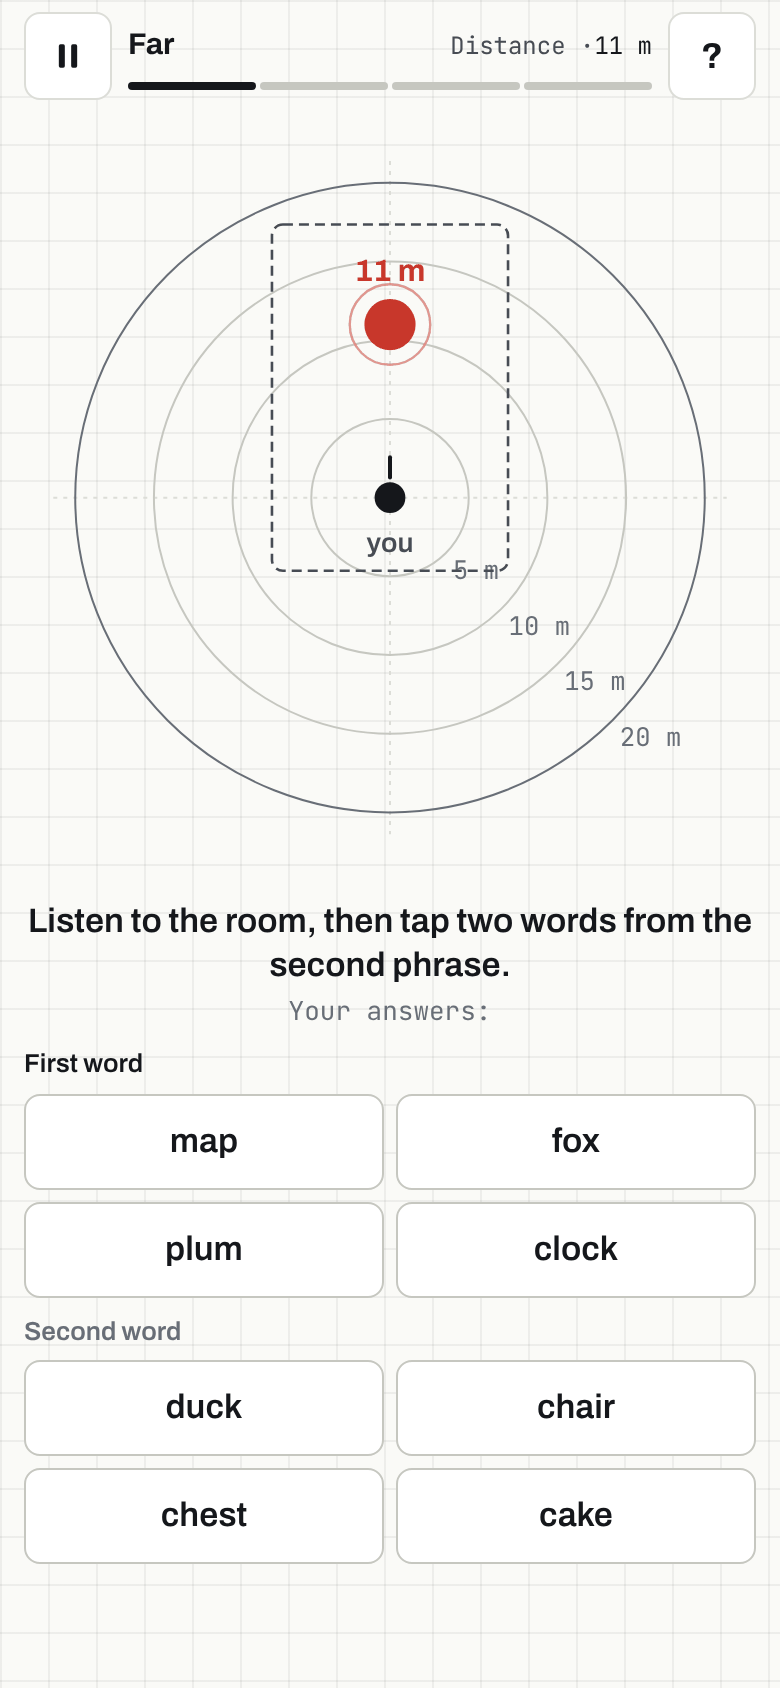 Far
Distance ·11 m
?
11 m
you
5 m
10 m
15 m
20 m
Listen to the room, then tap two words from the
second phrase.
Your answers:
First word
map
fox
plum
clock
Second word
duck
chair
chest
cake